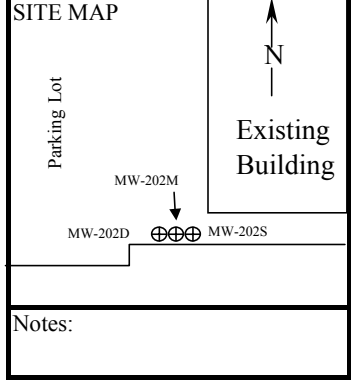 SITE MAP
N
Parking Lot
Existing
Building
MW-202M
MW-202D
MW-202S
Notes: